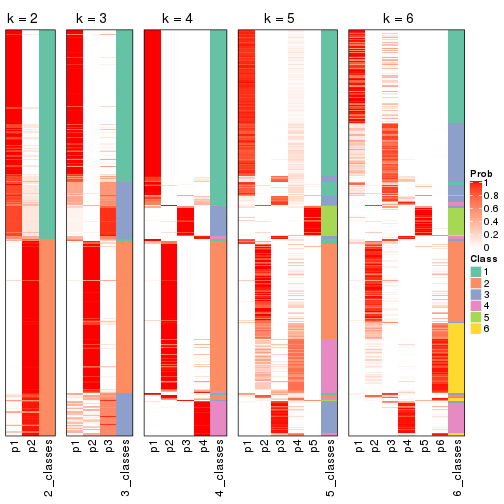 k = 2
k = 3
k = 4
k = 5
k = 6
Prob
1
0.8
0.6
0.4
0.2
0
Class
1
2
3
4
5
6
p1
p2
2_classes
p1
p2
p3
3_classes
p1
p2
p3
p4
4_classes
p1
p2
p3
p4
p5
5_classes
p1
p2
p3
p4
p5
p6
6_classes